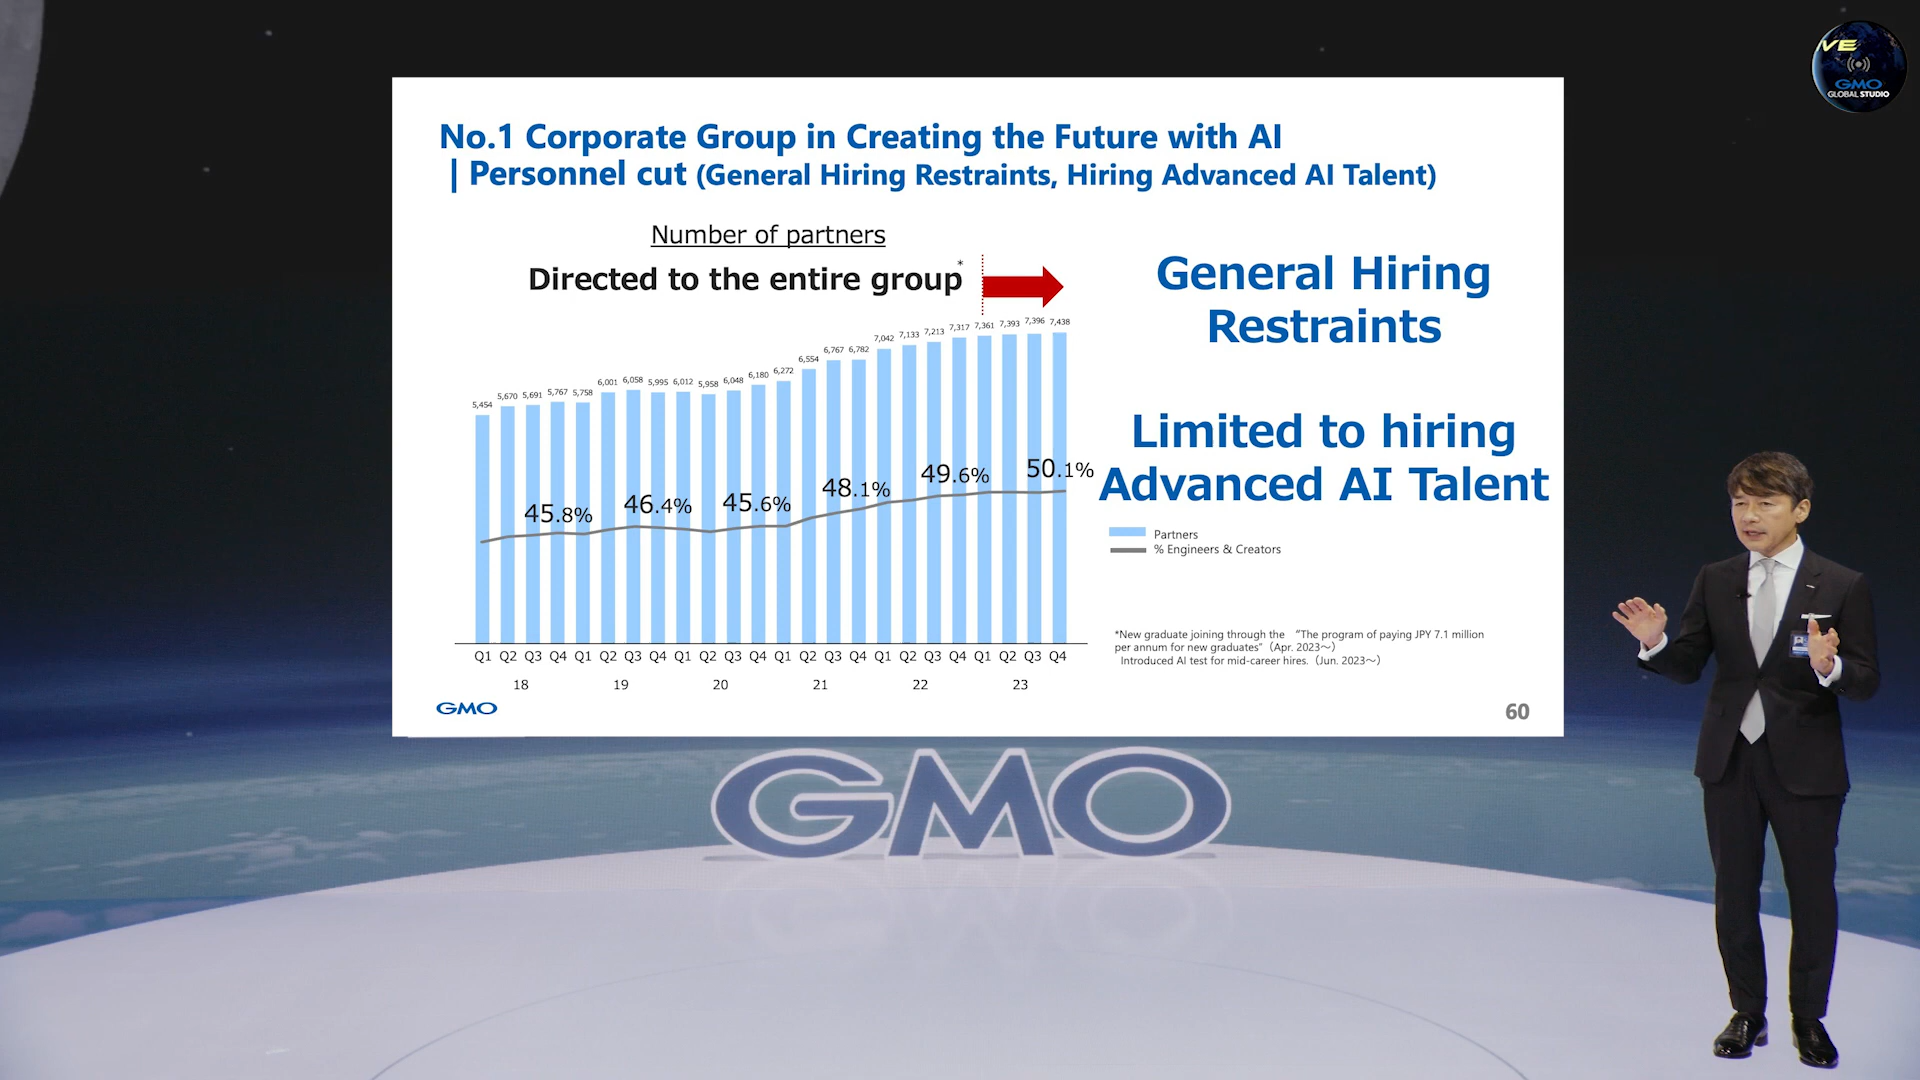 VE
GMO
GLOBAL STUDIO
No.1 Corporate Group in Creating the Future with AI
| Personnel cut (General Hiring Restraints, Hiring Advanced AI Talent)
Number of partners
Directed to the entire group*
General Hiring
Restraints
Limited to hiring
Advanced AI Talent
5,454 5,670 5,691 5,767 5,758 6,001 6,058 5,995 6,012 5,958 6,048 6,180 6,272 6,554 6,767 6,782 7,042 7,133 7,213 7,317 7,361 7,393 7,396 7,438
45.8% 46.4% 45.6% 48.1% 49.6% 50.1%
Partners
% Engineers & Creators
Q1 Q2 Q3 Q4 Q1 Q2 Q3 Q4 Q1 Q2 Q3 Q4 Q1 Q2 Q3 Q4 Q1 Q2 Q3 Q4 Q1 Q2 Q3 Q4
18 19 20 21 22 23
*New graduate joining through the “The program of paying JPY 7.1 million
per annum for new graduates” (Apr. 2023～)
Introduced AI test for mid-career hires. (Jun. 2023～)
GMO
60
GMO